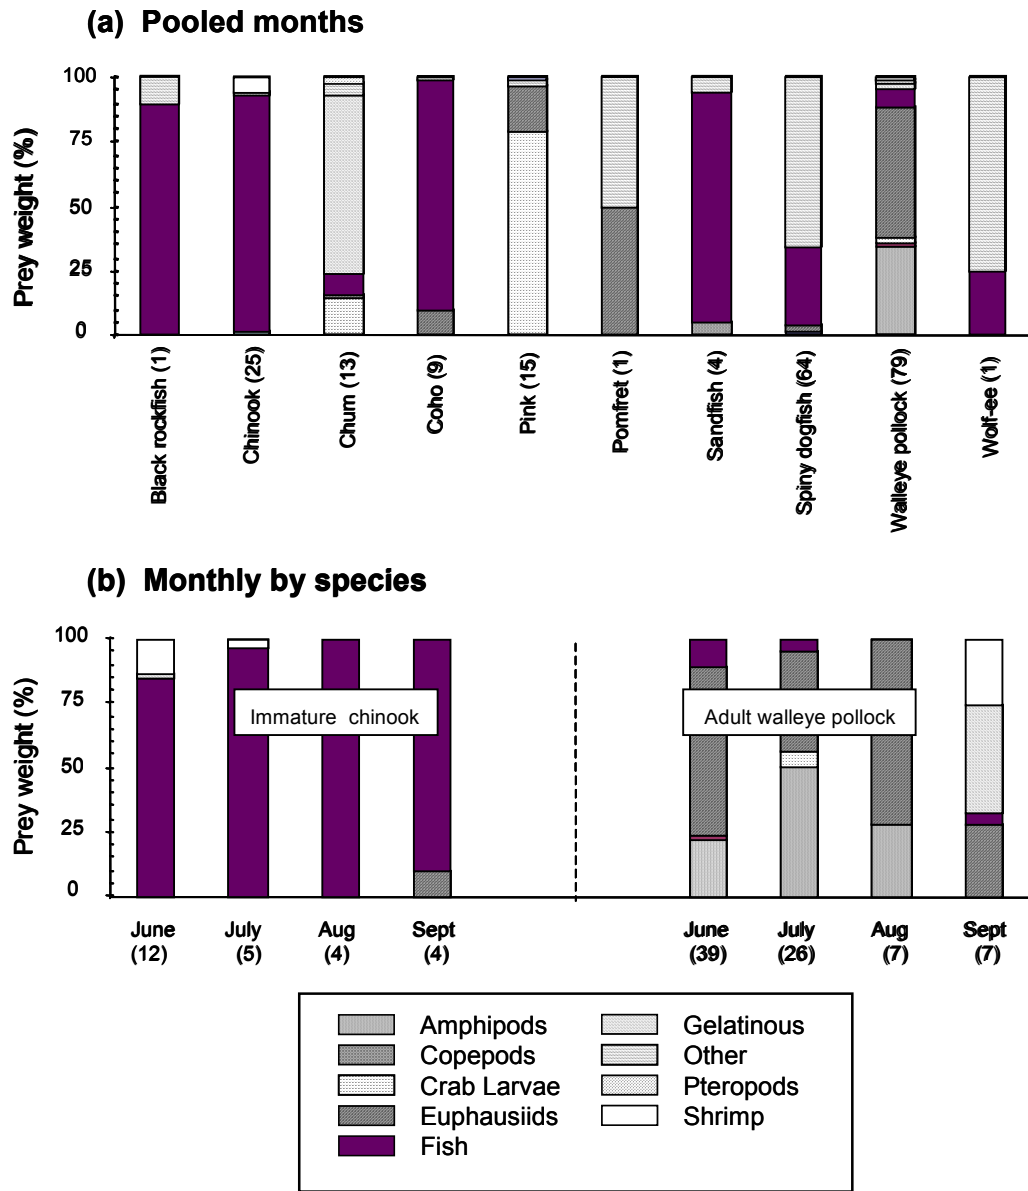 (a) Pooled months
Prey weight (%)
100
75
50
25
0
Black rockfish (1)
Chinook (25)
Chum (13)
Coho (9)
Pink (15)
Pomfret (1)
Sandfish (4)
Spiny dogfish (64)
Walleye pollock (79)
Wolf-ee (1)
(b) Monthly by species
Prey weight (%)
100
75
50
25
0
Immature chinook
Adult walleye pollock
June July Aug Sept June July Aug Sept
(12) (5) (4) (4) (39) (26) (7) (7)
Amphipods Gelatinous
Copepods Other
Crab Larvae Pteropods
Euphausiids Shrimp
Fish